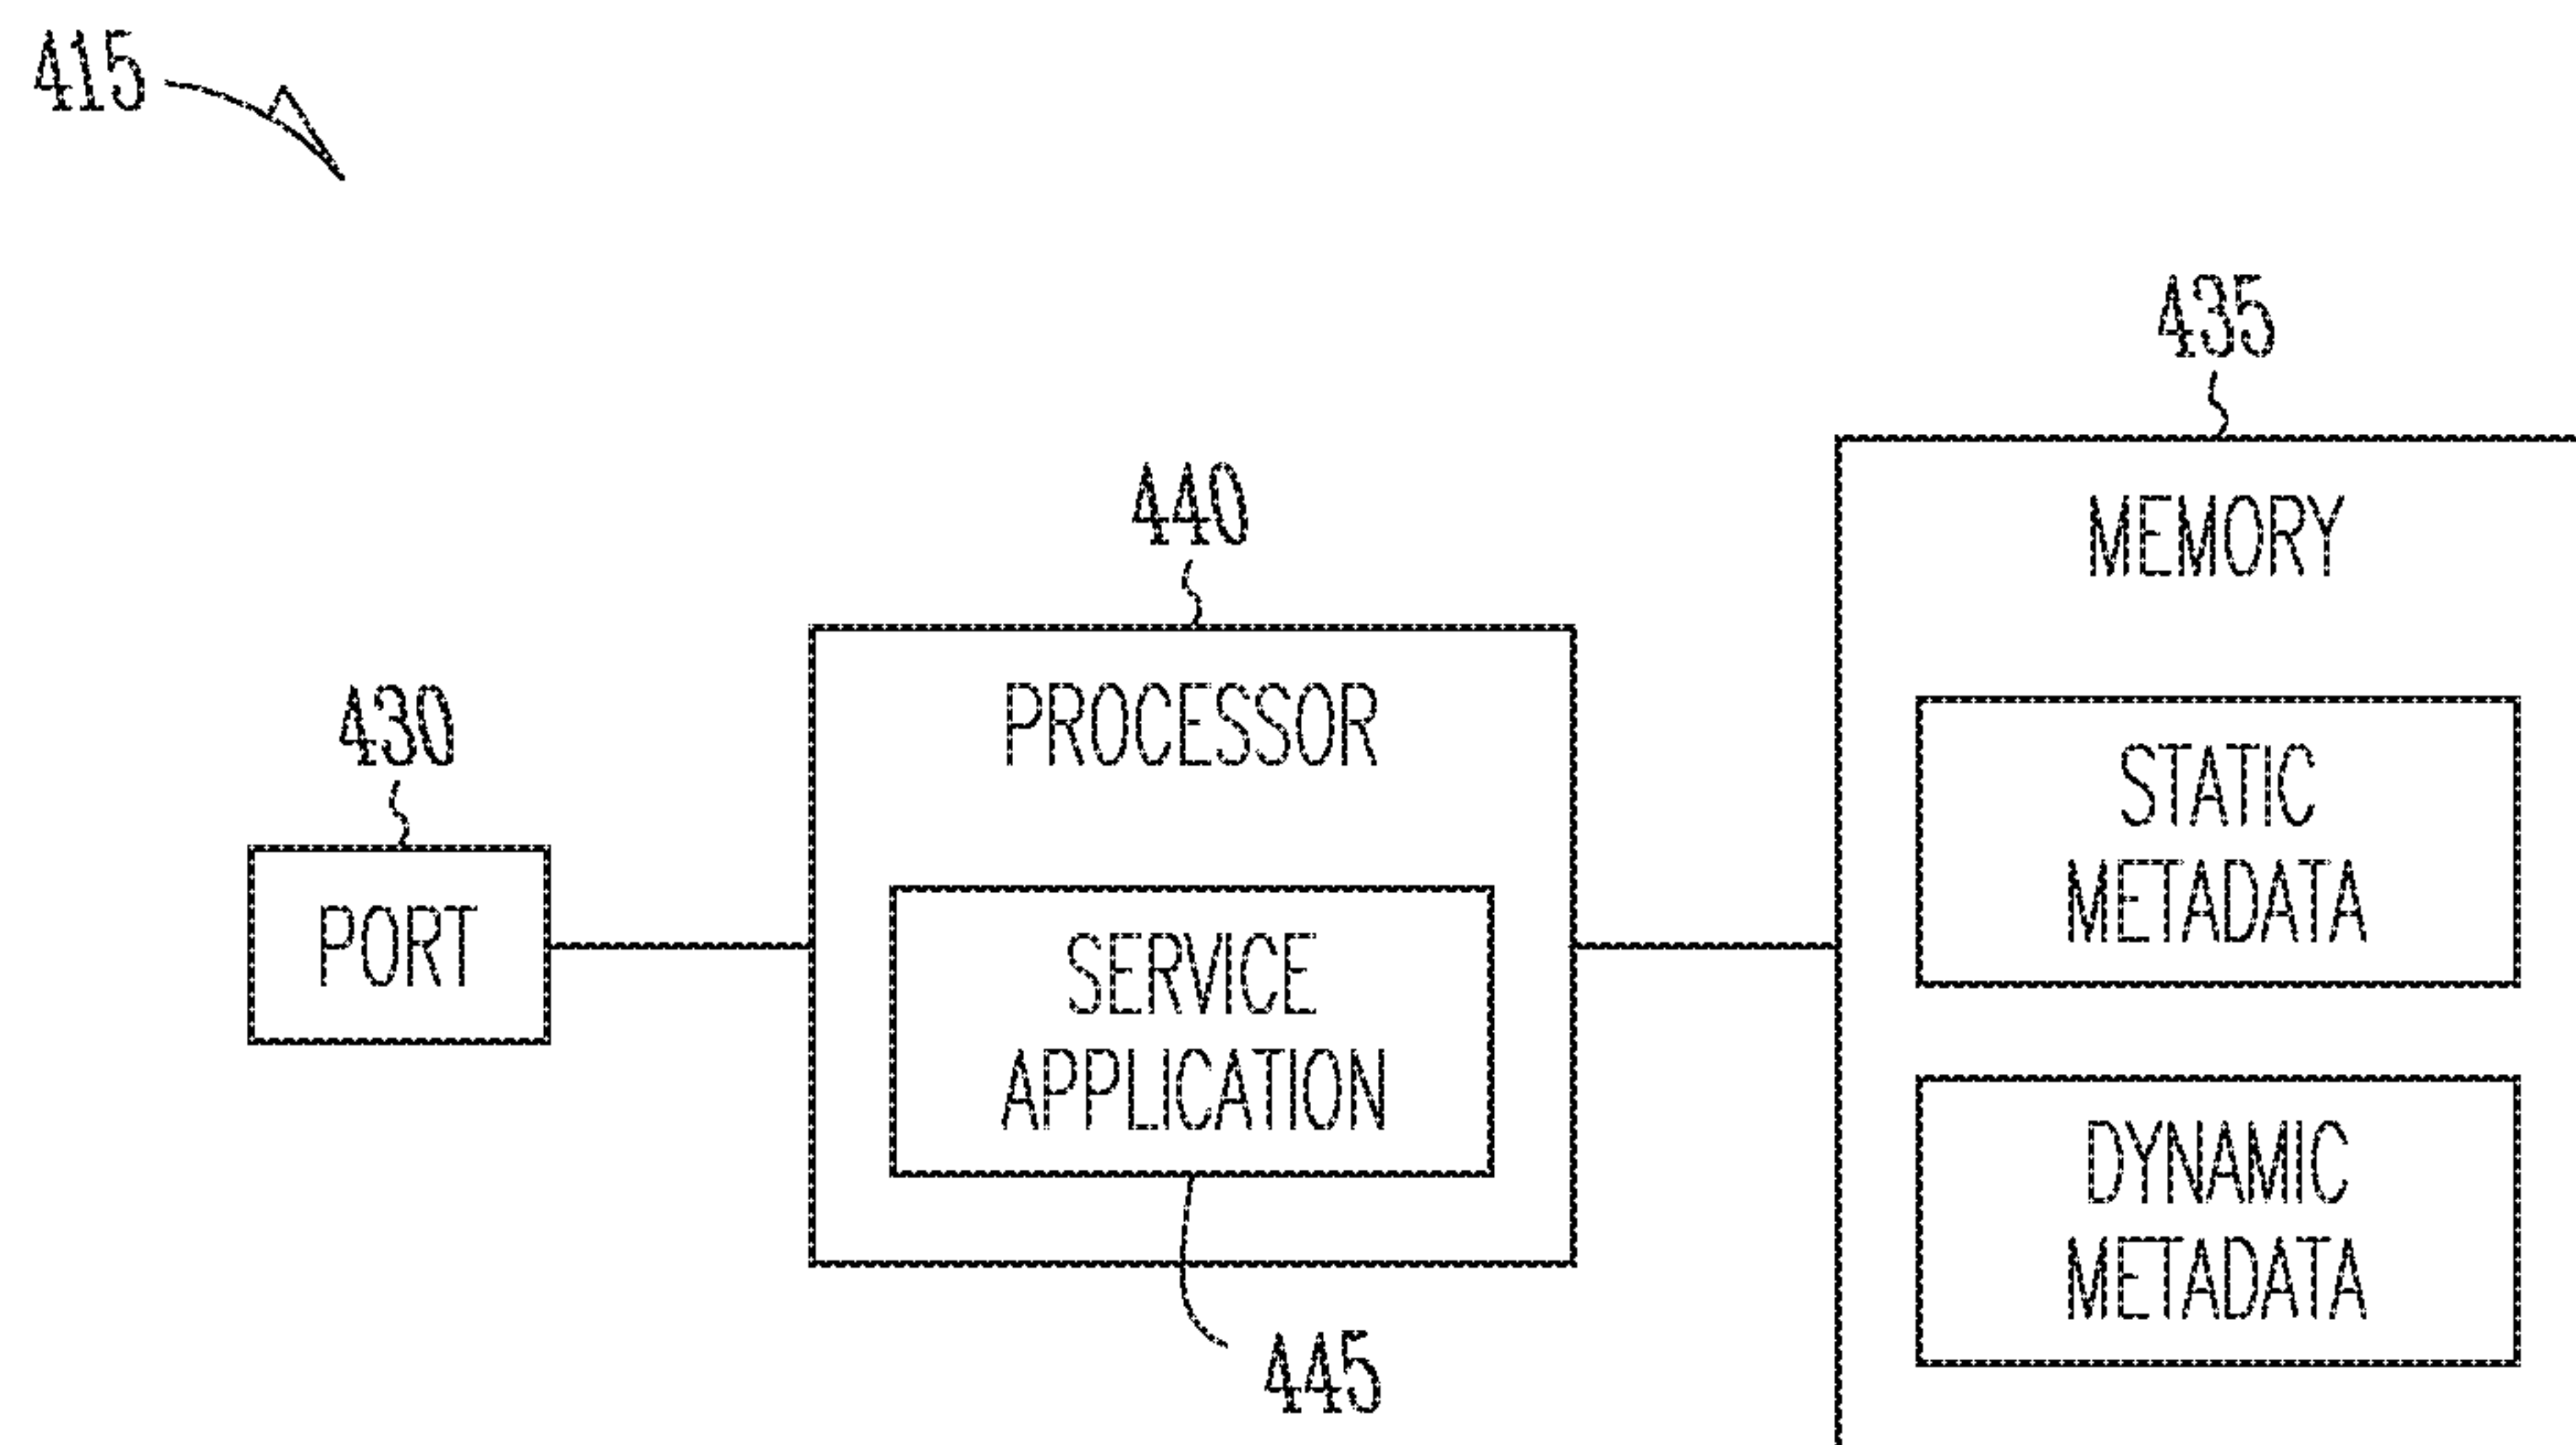 415
435
MEMORY
440
PROCESSOR
430
PORT
STATIC
METADATA
SERVICE
APPLICATION
DYNAMIC
METADATA
445